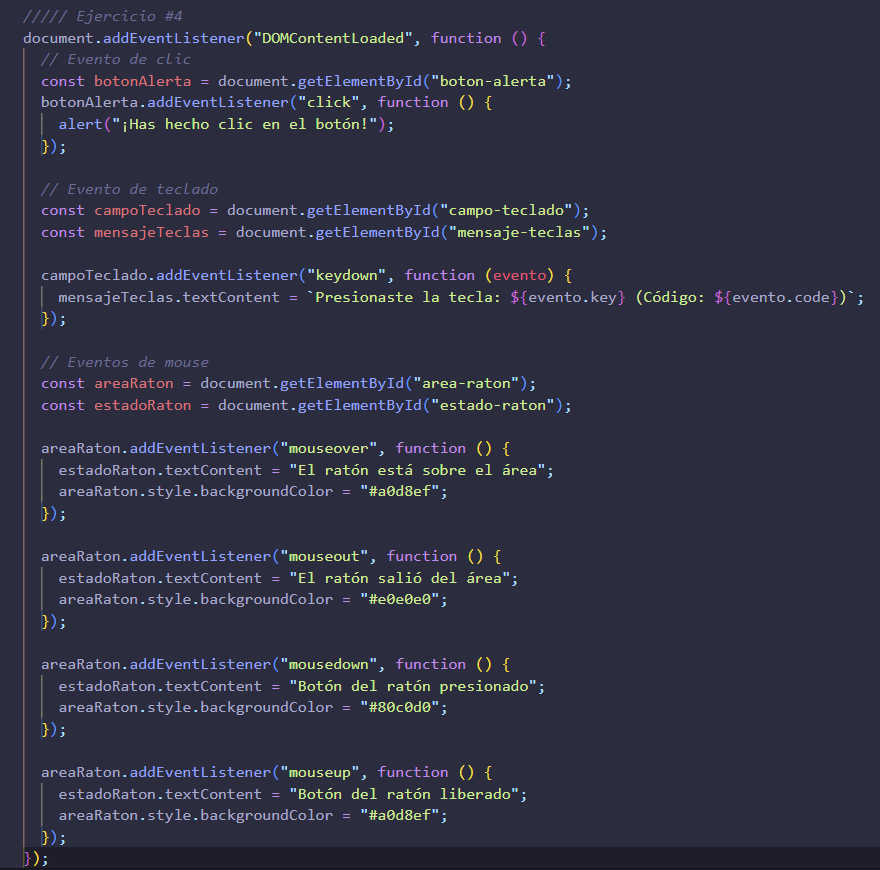 ///// Ejercicio #4
document.addEventListener("DOMContentLoaded", function () {
  // Evento de clic
  const botonAlerta = document.getElementById("boton-alerta");
  botonAlerta.addEventListener("click", function () {
    alert("¡Has hecho clic en el botón!");
  });

  // Evento de teclado
  const campoTeclado = document.getElementById("campo-teclado");
  const mensajeTeclas = document.getElementById("mensaje-teclas");

  campoTeclado.addEventListener("keydown", function (evento) {
    mensajeTeclas.textContent = `Presionaste la tecla: ${evento.key} (Código: ${evento.code})`;
  });

  // Eventos de mouse
  const areaRaton = document.getElementById("area-raton");
  const estadoRaton = document.getElementById("estado-raton");

  areaRaton.addEventListener("mouseover", function () {
    estadoRaton.textContent = "El ratón está sobre el área";
    areaRaton.style.backgroundColor = "#a0d8ef";
  });

  areaRaton.addEventListener("mouseout", function () {
    estadoRaton.textContent = "El ratón salió del área";
    areaRaton.style.backgroundColor = "#e0e0e0";
  });

  areaRaton.addEventListener("mousedown", function () {
    estadoRaton.textContent = "Botón del ratón presionado";
    areaRaton.style.backgroundColor = "#80c0d0";
  });

  areaRaton.addEventListener("mouseup", function () {
    estadoRaton.textContent = "Botón del ratón liberado";
    areaRaton.style.backgroundColor = "#a0d8ef";
  });
});